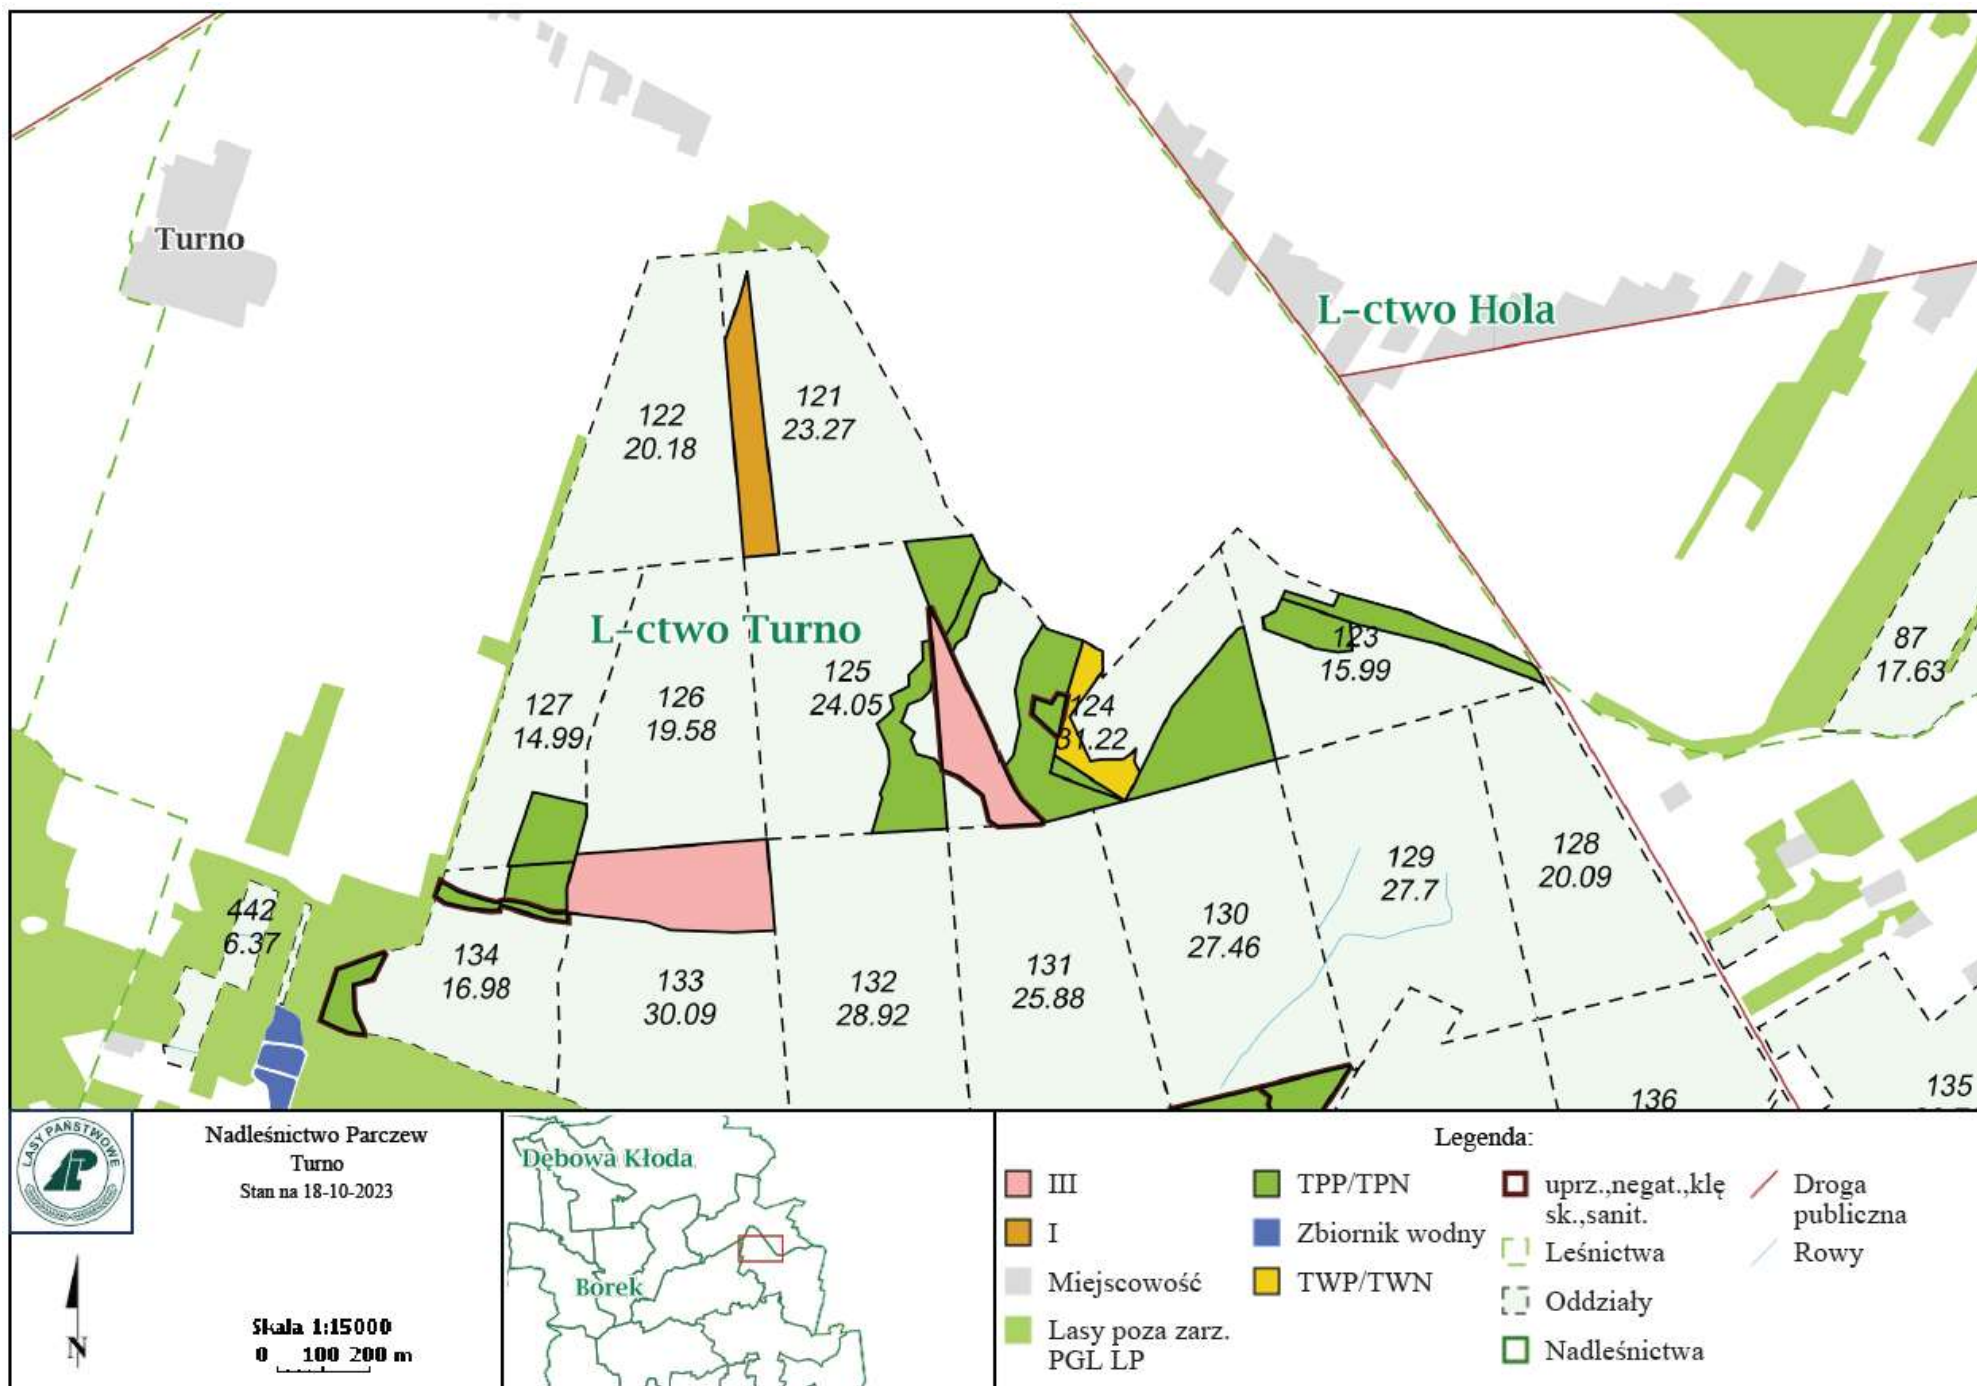 Turno
L-ctwo Hola
122
20.18
121
23.27
L-ctwo Turno
127
14.99
126
19.58
125
24.05
124
31.22
123
15.99
87
17.63
442
6.37
134
16.98
133
30.09
132
28.92
131
25.88
130
27.46
129
27.7
128
20.09
136
135
LASY PAŃSTWOWE
Nadleśnictwo Parczew
Turno
Stan na 18-10-2023
N
Skala 1:15000
0 100 200 m
Dębowa Kłoda
Borek
Legenda:
III
I
Miejscowość
Lasy poza zarz.
PGL LP
TPP/TPN
Zbiornik wodny
TWP/TWN
uprz.,negat.,klę
sk.,sanit.
Leśnictwa
Oddziały
Nadleśnictwa
Droga
publiczna
Rowy